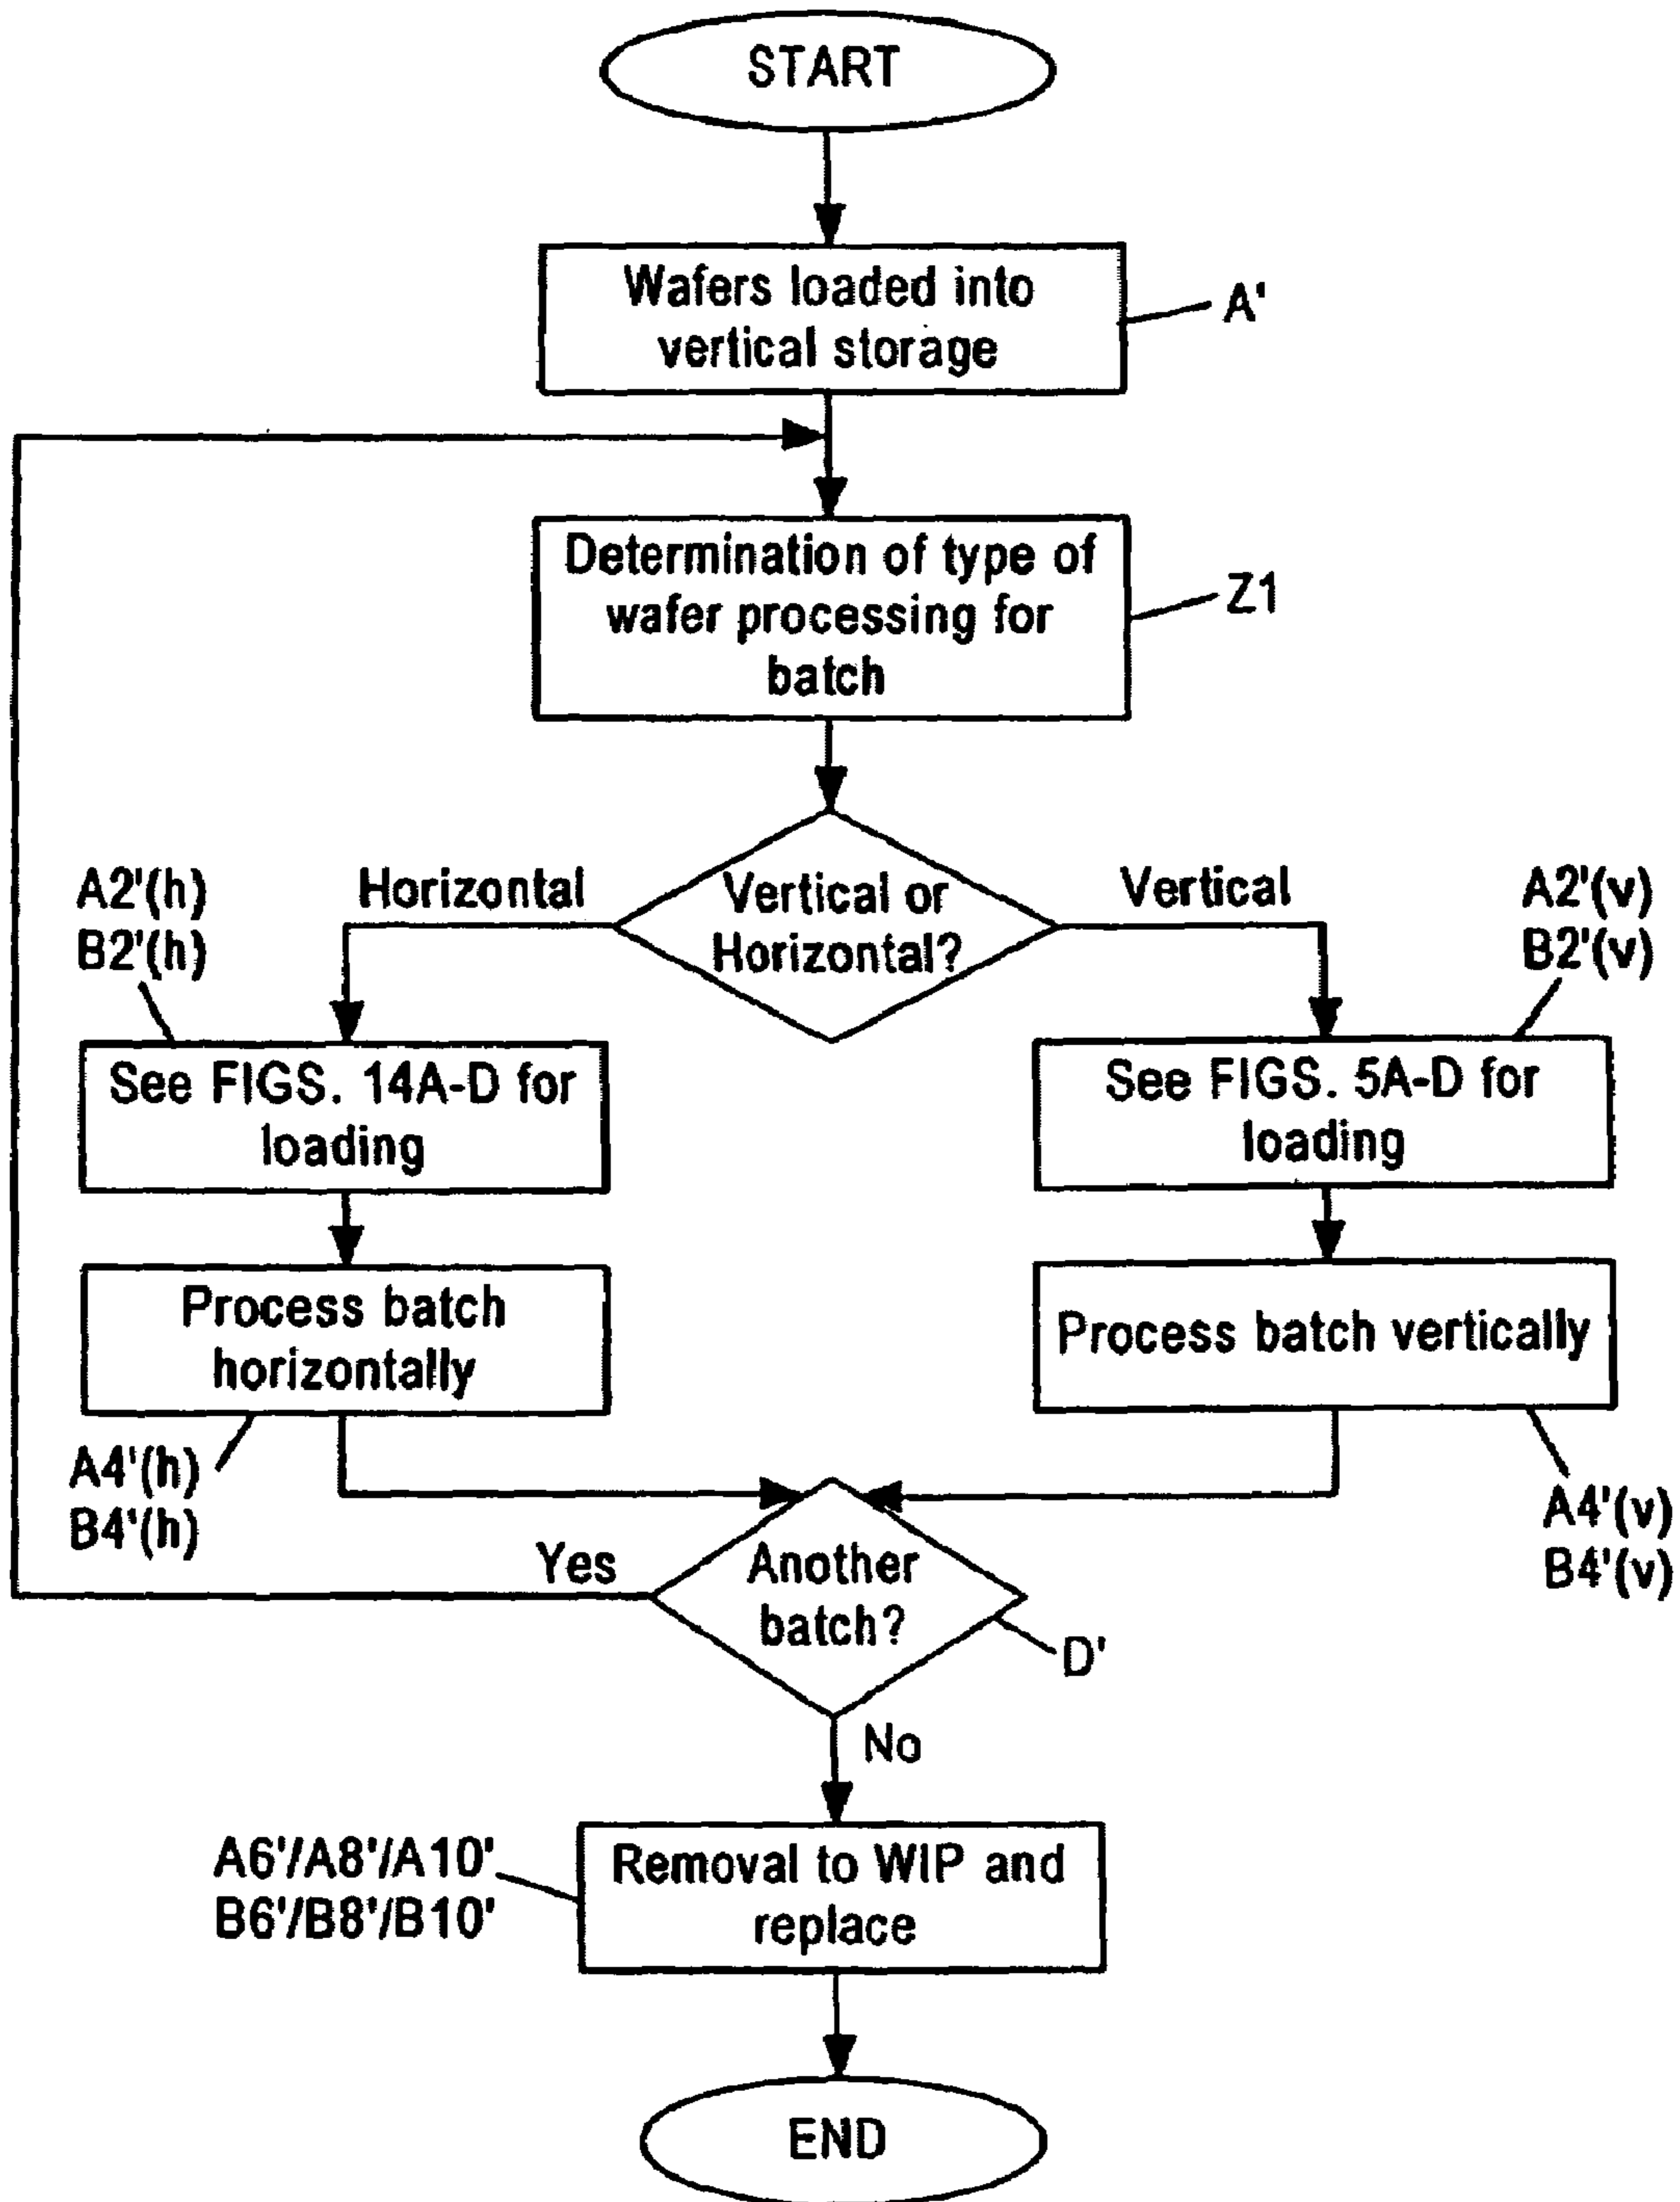 START
Wafers loaded into
vertical storage
A'
Determination of type of
wafer processing for
batch
Z1
Vertical or
Horizontal?
Horizontal
Vertical
A2'(h)
B2'(h)
A2'(v)
B2'(v)
See FIGS. 14A-D for
loading
See FIGS. 5A-D for
loading
Process batch
horizontally
Process batch vertically
A4'(h)
B4'(h)
A4'(v)
B4'(v)
Another
batch?
Yes
D'
No
Removal to WIP and
replace
A6'/A8'/A10'
B6'/B8'/B10'
END